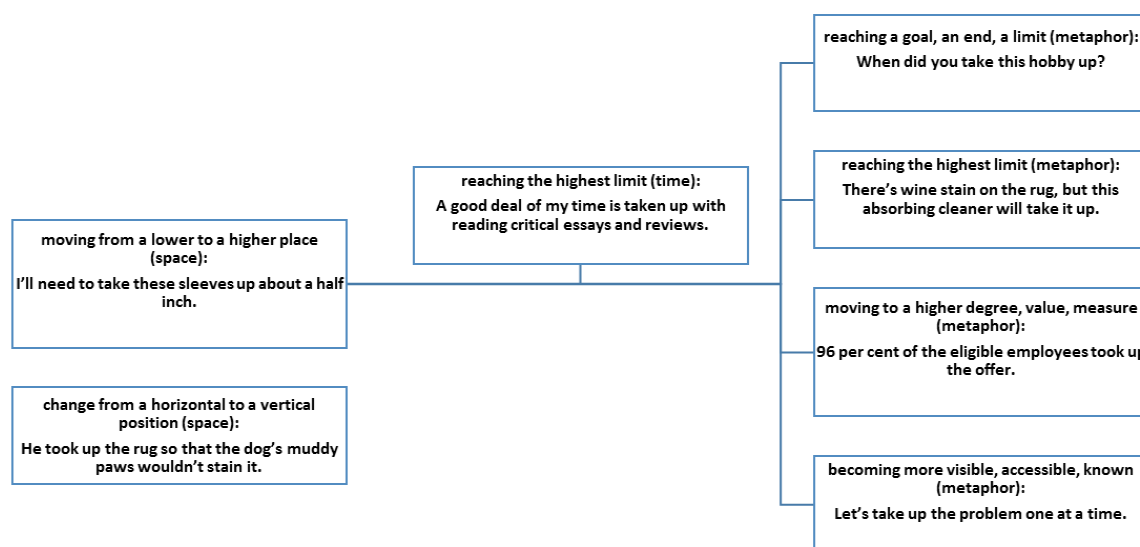 moving from a lower to a higher place
(space):
I'll need to take these sleeves up about a half
inch.
change from a horizontal to a vertical
position (space):
He took up the rug so that the dog's muddy
paws wouldn't stain it.
reaching the highest limit (time):
A good deal of my time is taken up with
reading critical essays and reviews.
reaching a goal, an end, a limit (metaphor):
When did you take this hobby up?
reaching the highest limit (metaphor):
There's wine stain on the rug, but this
absorbing cleaner will take it up.
moving to a higher degree, value, measure
(metaphor):
96 per cent of the eligible employees took up
the offer.
becoming more visible, accessible, known
(metaphor):
Let's take up the problem one at a time.